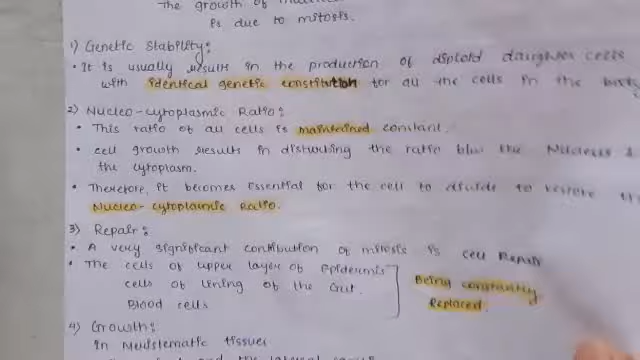 The growth of
is due to mitosis.
1) Genetic Stability:
• It is usually results in the production of diploid daughter cells
with identical genetic constitution for all the cells in the body
2) Nucleo-cytoplasmic Ratio:
• This ratio of all cells is maintained constant.
• cell growth results in disturbing the ratio b/w the Nucleus &
the cytoplasm.
• Therefore, it becomes essential for the cell to divide to restore the
Nucleo-cytoplasmic Ratio.
3) Repair:
• A very significant contribution of mitosis is cell Repair
• The cells of upper layer of Epidermis
cells of lining of the Gut
Blood cells
Being constantly
Replaced.
4) Growth:
In tissues